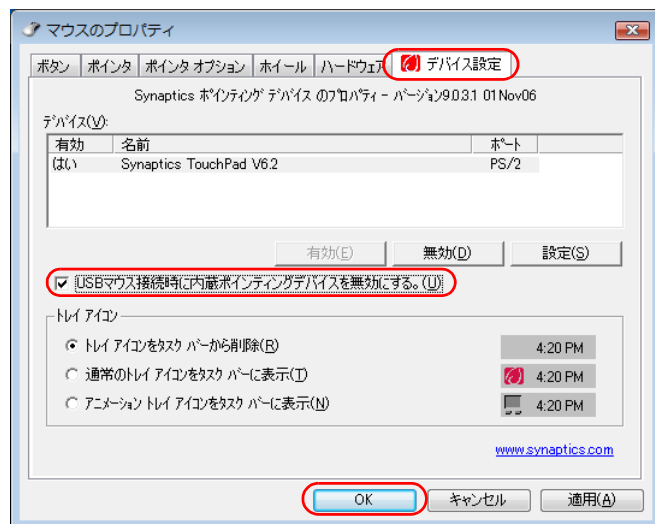 マウスのプロパティ
ボタン ポインタ ポインタ オプション ホイール ハードウェア デバイス設定
Synaptics ポインティング デバイス のプロパティ - バージョン9.0.3.1 01Nov06
デバイス(V):
有効 名前 ポート
はい Synaptics TouchPad V6.2 PS/2
有効(E) 無効(D) 設定(S)
USBマウス接続時に内蔵ポインティングデバイスを無効にする。(U)
トレイ アイコン
トレイ アイコンをタスク バーから削除(R) 4:20 PM
通常のトレイ アイコンをタスク バーに表示(T) 4:20 PM
アニメーション トレイ アイコンをタスク バーに表示(N) 4:20 PM
www.synaptics.com
OK キャンセル 適用(A)